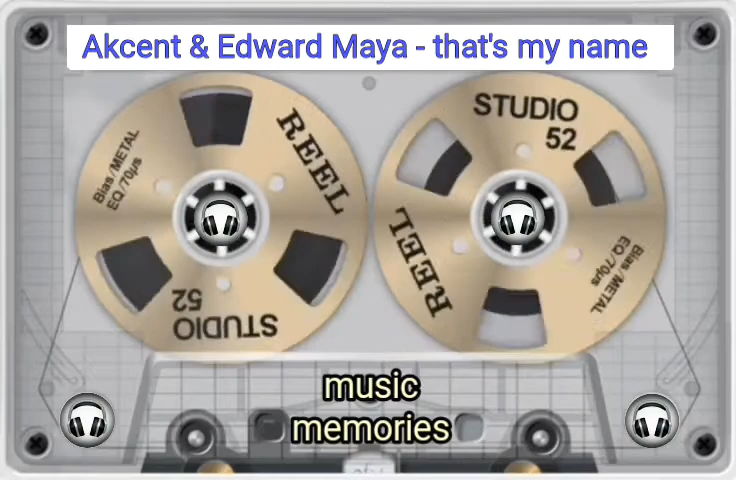 Akcent & Edward Maya - that's my name
Bias/METAL
EQ/70µs
REEL
STUDIO
52
STUDIO
52
REEL
Bias/METAL
EQ/70µs
music
memories